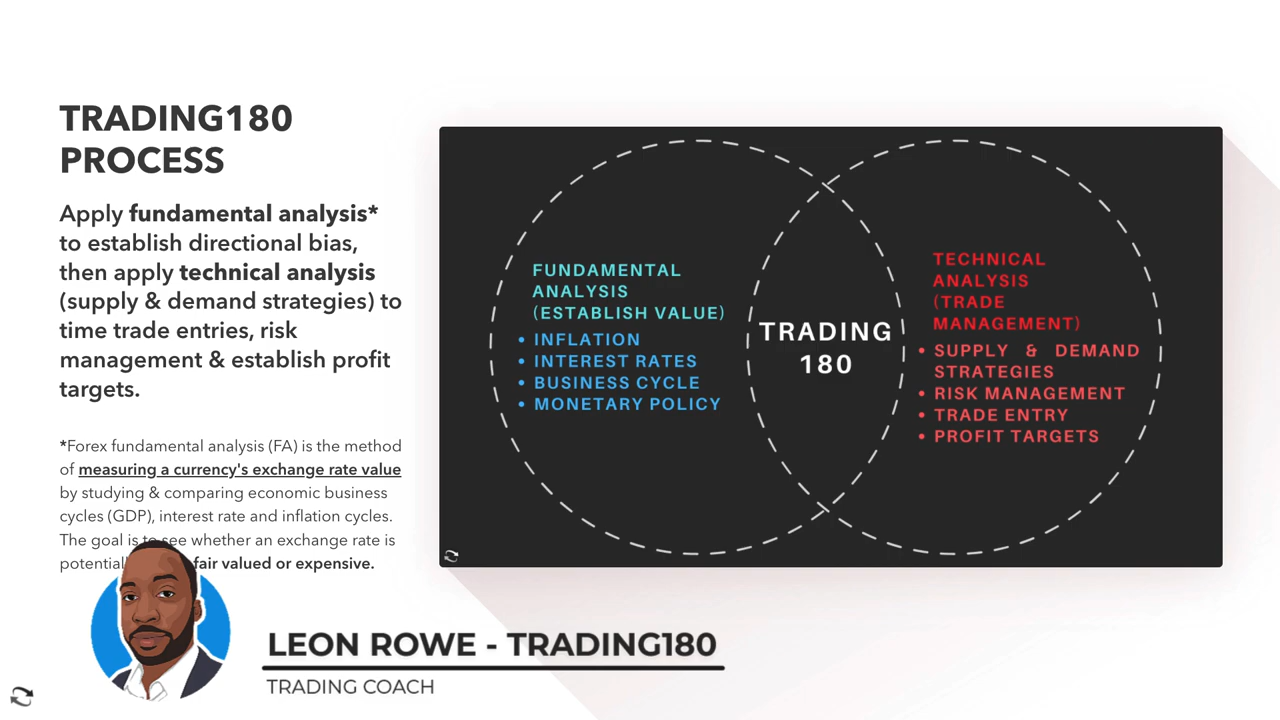 TRADING180
PROCESS
Apply fundamental analysis*
to establish directional bias,
then apply technical analysis
(supply & demand strategies) to
time trade entries, risk
management & establish profit
targets.
*Forex fundamental analysis (FA) is the method
of measuring a currency's exchange rate value
by studying & comparing economic business
cycles (GDP), interest rate and inflation cycles.
The goal is to see whether an exchange rate is
fair valued or expensive.
FUNDAMENTAL
ANALYSIS
(ESTABLISH VALUE)
• INFLATION
• INTEREST RATES
• BUSINESS CYCLE
• MONETARY POLICY
TRADING
180
TECHNICAL
ANALYSIS
(TRADE
MANAGEMENT)
• SUPPLY & DEMAND
STRATEGIES
• RISK MANAGEMENT
• TRADE ENTRY
• PROFIT TARGETS
LEON ROWE - TRADING180
TRADING COACH